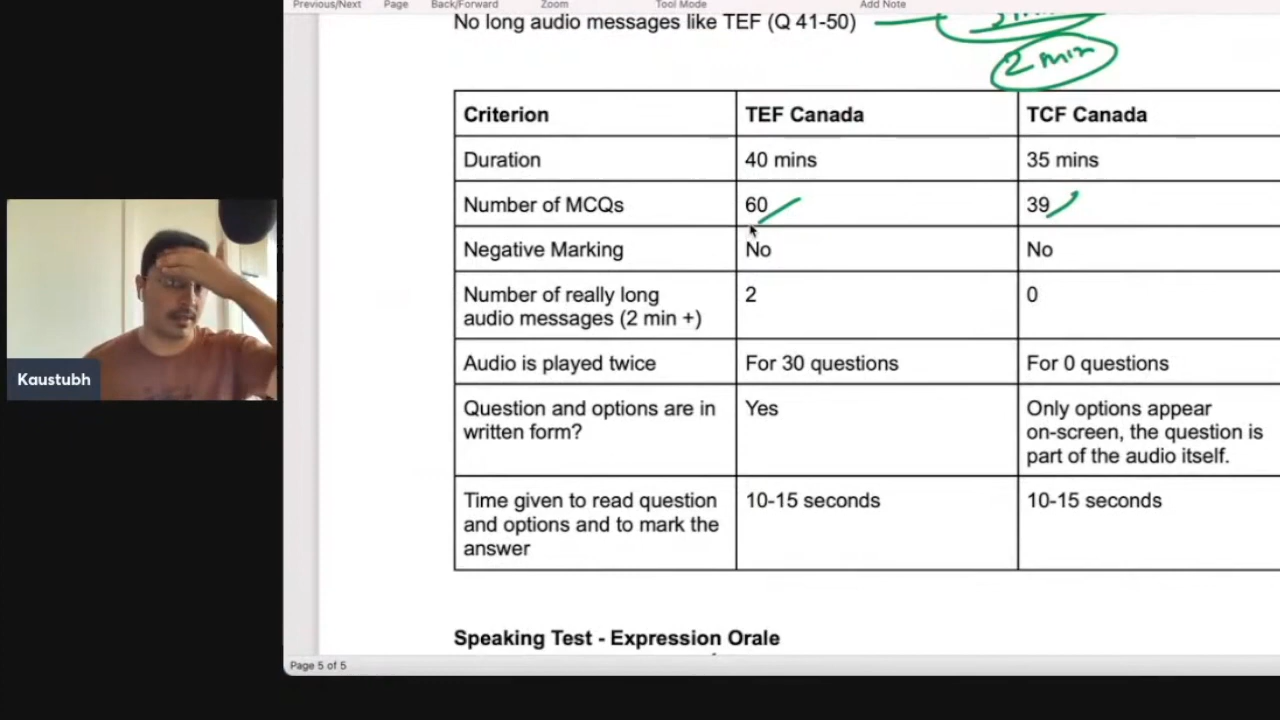 Previous/Next Page Back/Forward Zoom Tool Mode Add Note
No long audio messages like TEF (Q 41-50)
2 min
Criterion TEF Canada TCF Canada
Duration 40 mins 35 mins
Number of MCQs 60 39
Negative Marking No No
Number of really long 2 0
audio messages (2 min +)
Audio is played twice For 30 questions For 0 questions
Question and options are in Yes Only options appear
written form? on-screen, the question is
part of the audio itself.
Time given to read question 10-15 seconds 10-15 seconds
and options and to mark the
answer
Speaking Test - Expression Orale
Page 5 of 5
Kaustubh